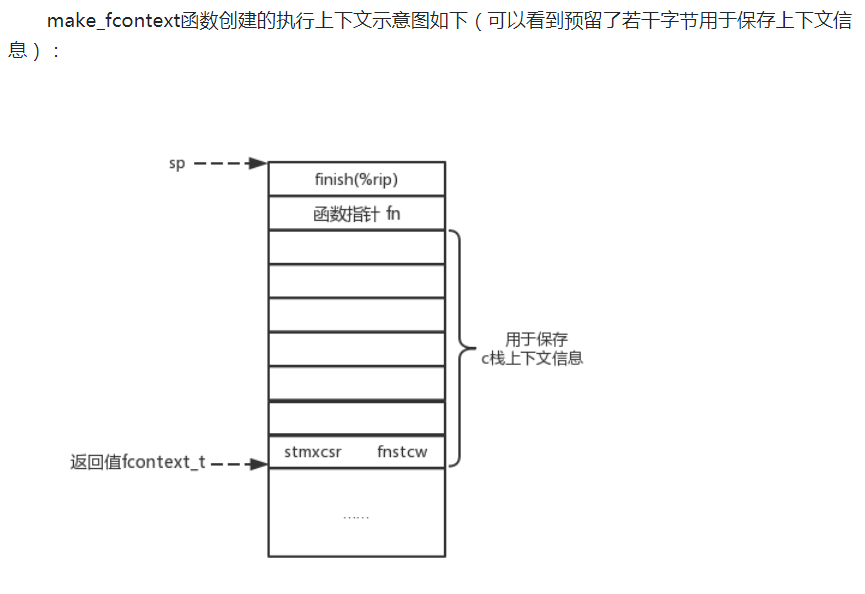 make_fcontext函数创建的执行上下文示意图如下（可以看到预留了若干字节用于保存上下文信
息）：
sp
finish(%rip)
函数指针 fn
用于保存
c栈上下文信息
stmxcsr fnstcw
返回值fcontext_t
……